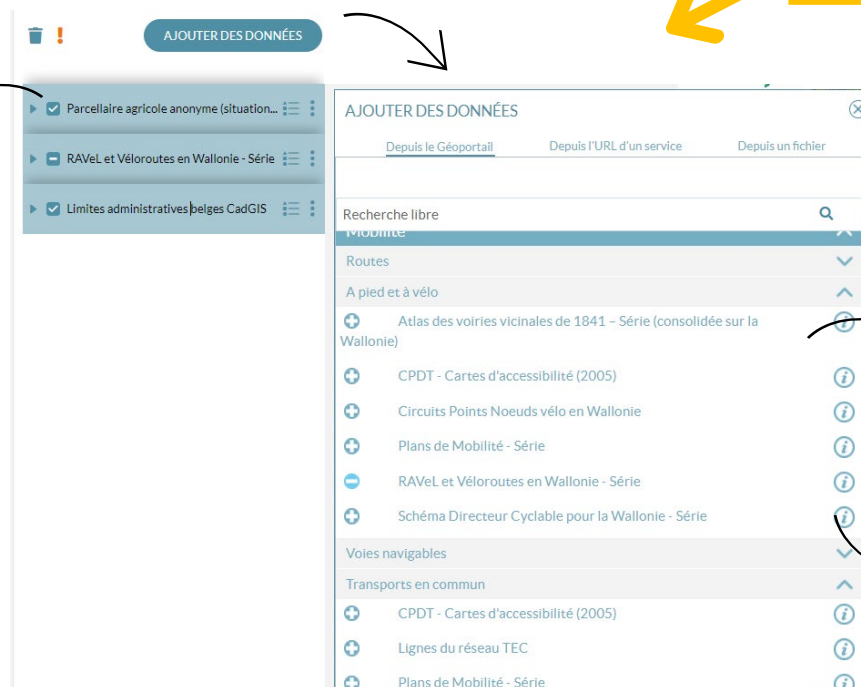 AJOUTER DES DONNÉES
Parcellaire agricole anonyme (situation...
RAVeL et Véloroutes en Wallonie - Série
Limites administratives belges CadGIS
AJOUTER DES DONNÉES
Depuis le Géoportail
Depuis l'URL d'un service
Depuis un fichier
Recherche libre
Mobilité
Routes
A pied et à vélo
Atlas des voiries vicinales de 1841 – Série (consolidée sur la
Wallonie)
CPDT - Cartes d'accessibilité (2005)
Circuits Points Noeuds vélo en Wallonie
Plans de Mobilité - Série
RAVeL et Véloroutes en Wallonie - Série
Schéma Directeur Cyclable pour la Wallonie - Série
Voies navigables
Transports en commun
CPDT - Cartes d'accessibilité (2005)
Lignes du réseau TEC
Plans de Mobilité - Série